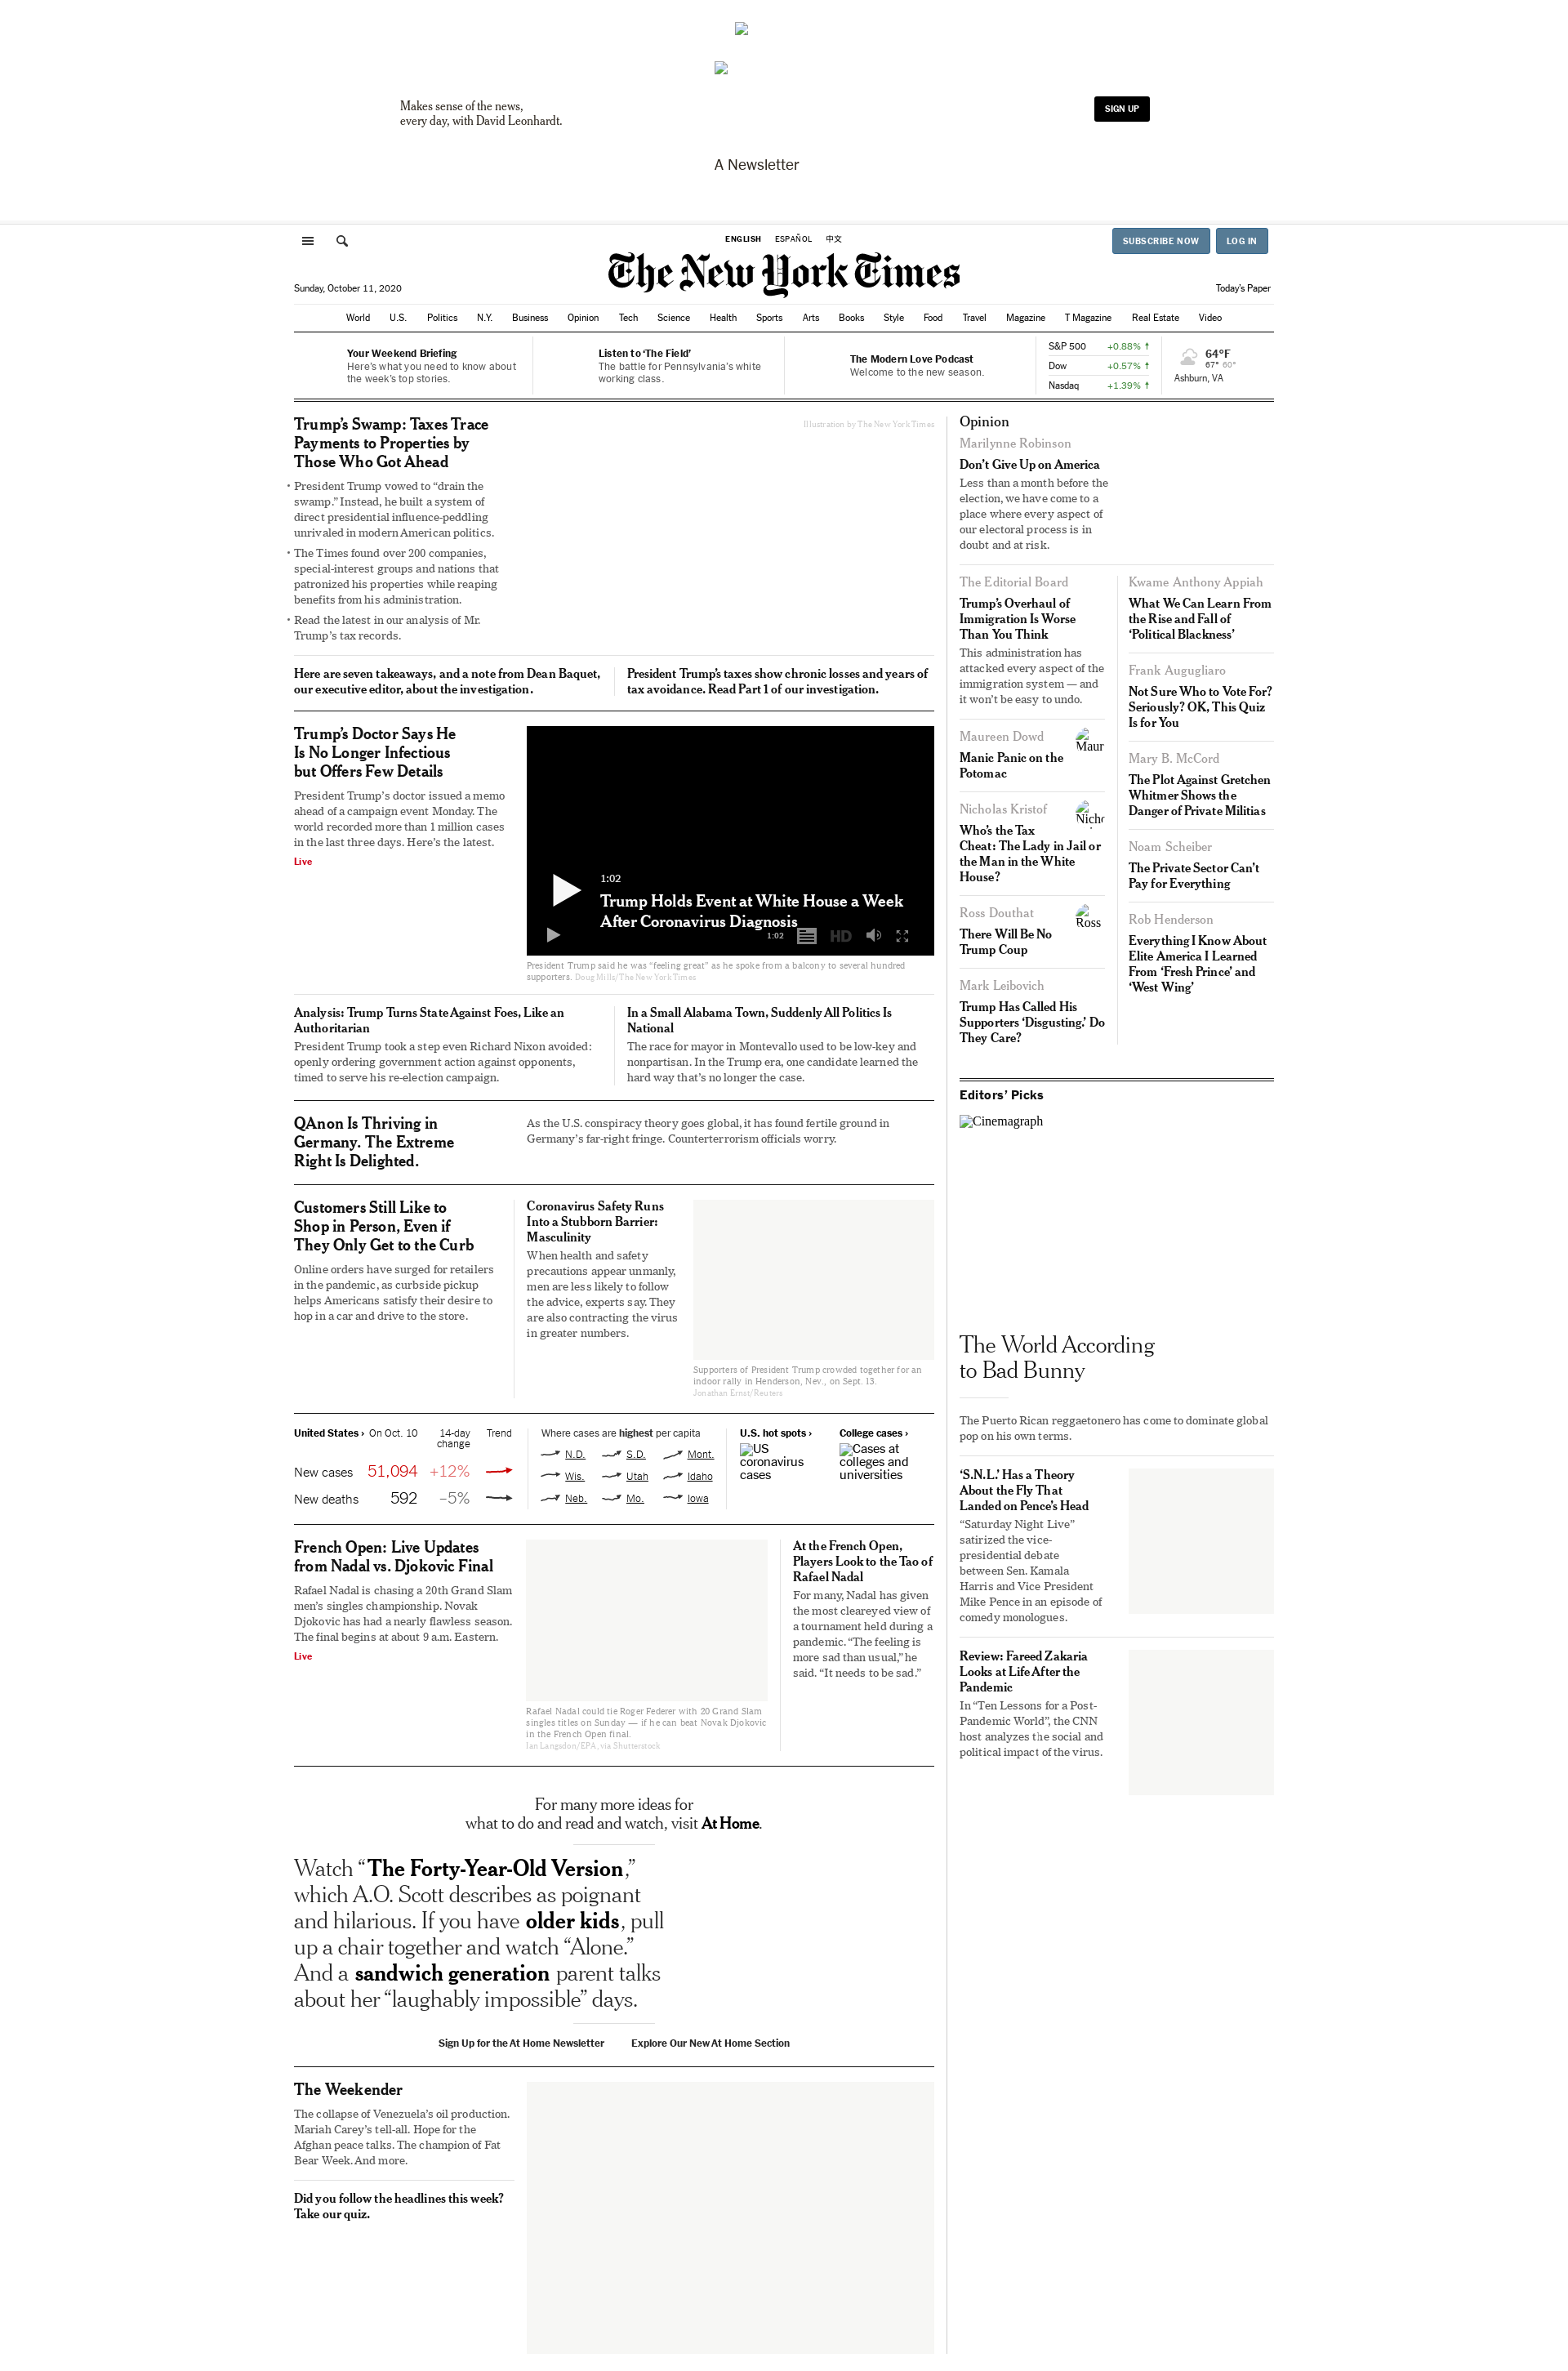 Makes sense of the news,
every day, with David Leonhardt.
SIGN UP
A Newsletter
ENGLISH ESPAÑOL 中文
SUBSCRIBE NOW LOG IN
The New York Times
Sunday, October 11, 2020
Today's Paper
World U.S. Politics N.Y. Business Opinion Tech Science Health Sports Arts Books Style Food Travel Magazine T Magazine Real Estate Video
Your Weekend Briefing
Here's what you need to know about
the week's top stories.
Listen to ‘The Field’
The battle for Pennsylvania's white
working class.
The Modern Love Podcast
Welcome to the new season.
S&P 500 +0.88%
Dow +0.57%
Nasdaq +1.39%
64°F
67° 60°
Ashburn, VA
Trump’s Swamp: Taxes Trace
Payments to Properties by
Those Who Got Ahead
• President Trump vowed to “drain the
swamp.” Instead, he built a system of
direct presidential influence-peddling
unrivaled in modern American politics.
• The Times found over 200 companies,
special-interest groups and nations that
patronized his properties while reaping
benefits from his administration.
• Read the latest in our analysis of Mr.
Trump’s tax records.
Illustration by The New York Times
Here are seven takeaways, and a note from Dean Baquet,
our executive editor, about the investigation.
President Trump’s taxes show chronic losses and years of
tax avoidance. Read Part 1 of our investigation.
Trump’s Doctor Says He
Is No Longer Infectious
but Offers Few Details
President Trump’s doctor issued a memo
ahead of a campaign event Monday. The
world recorded more than 1 million cases
in the last three days. Here’s the latest.
Live
1:02
Trump Holds Event at White House a Week
After Coronavirus Diagnosis
1:02
HD
President Trump said he was “feeling great” as he spoke from a balcony to several hundred
supporters. Doug Mills/The New York Times
Analysis: Trump Turns State Against Foes, Like an
Authoritarian
President Trump took a step even Richard Nixon avoided:
openly ordering government action against opponents,
timed to serve his re-election campaign.
In a Small Alabama Town, Suddenly All Politics Is
National
The race for mayor in Montevallo used to be low-key and
nonpartisan. In the Trump era, one candidate learned the
hard way that’s no longer the case.
QAnon Is Thriving in
Germany. The Extreme
Right Is Delighted.
As the U.S. conspiracy theory goes global, it has found fertile ground in
Germany’s far-right fringe. Counterterrorism officials worry.
Customers Still Like to
Shop in Person, Even if
They Only Get to the Curb
Online orders have surged for retailers
in the pandemic, as curbside pickup
helps Americans satisfy their desire to
hop in a car and drive to the store.
Coronavirus Safety Runs
Into a Stubborn Barrier:
Masculinity
When health and safety
precautions appear unmanly,
men are less likely to follow
the advice, experts say. They
are also contracting the virus
in greater numbers.
Supporters of President Trump crowded together for an
indoor rally in Henderson, Nev., on Sept. 13.
Jonathan Ernst/Reuters
United States › On Oct. 10 14-day
change Trend
New cases 51,094 +12%
New deaths 592 –5%
Where cases are highest per capita
N.D. S.D. Mont.
Wis. Utah Idaho
Neb. Mo. Iowa
U.S. hot spots ›
US
coronavirus
cases
College cases ›
Cases at
colleges and
universities
French Open: Live Updates
from Nadal vs. Djokovic Final
Rafael Nadal is chasing a 20th Grand Slam
men’s singles championship. Novak
Djokovic has had a nearly flawless season.
The final begins at about 9 a.m. Eastern.
Live
Rafael Nadal could tie Roger Federer with 20 Grand Slam
singles titles on Sunday — if he can beat Novak Djokovic
in the French Open final.
Ian Langsdon/EPA, via Shutterstock
At the French Open,
Players Look to the Tao of
Rafael Nadal
For many, Nadal has given
the most cleareyed view of
a tournament held during a
pandemic. “The feeling is
more sad than usual,” he
said. “It needs to be sad.”
For many more ideas for
what to do and read and watch, visit At Home.
Watch “The Forty-Year-Old Version,”
which A.O. Scott describes as poignant
and hilarious. If you have older kids, pull
up a chair together and watch “Alone.”
And a sandwich generation parent talks
about her “laughably impossible” days.
Sign Up for the At Home Newsletter Explore Our New At Home Section
The Weekender
The collapse of Venezuela’s oil production.
Mariah Carey’s tell-all. Hope for the
Afghan peace talks. The champion of Fat
Bear Week. And more.
Did you follow the headlines this week?
Take our quiz.
Opinion
Marilynne Robinson
Don’t Give Up on America
Less than a month before the
election, we have come to a
place where every aspect of
our electoral process is in
doubt and at risk.
The Editorial Board
Trump’s Overhaul of
Immigration Is Worse
Than You Think
This administration has
attacked every aspect of the
immigration system — and
it won’t be easy to undo.
Maureen Dowd
Maur
Manic Panic on the
Potomac
Nicholas Kristof
Nicho
Who’s the Tax
Cheat: The Lady in Jail or
the Man in the White
House?
Ross Douthat
Ross
There Will Be No
Trump Coup
Mark Leibovich
Trump Has Called His
Supporters ‘Disgusting.’ Do
They Care?
Kwame Anthony Appiah
What We Can Learn From
the Rise and Fall of
‘Political Blackness’
Frank Augugliaro
Not Sure Who to Vote For?
Seriously? OK, This Quiz
Is for You
Mary B. McCord
The Plot Against Gretchen
Whitmer Shows the
Danger of Private Militias
Noam Scheiber
The Private Sector Can’t
Pay for Everything
Rob Henderson
Everything I Know About
Elite America I Learned
From ‘Fresh Prince’ and
‘West Wing’
Editors’ Picks
Cinemagraph
The World According
to Bad Bunny
The Puerto Rican reggaetonero has come to dominate global
pop on his own terms.
‘S.N.L.’ Has a Theory
About the Fly That
Landed on Pence’s Head
“Saturday Night Live”
satirized the vice-
presidential debate
between Sen. Kamala
Harris and Vice President
Mike Pence in an episode of
comedy monologues.
Review: Fareed Zakaria
Looks at Life After the
Pandemic
In “Ten Lessons for a Post-
Pandemic World”, the CNN
host analyzes the social and
political impact of the virus.